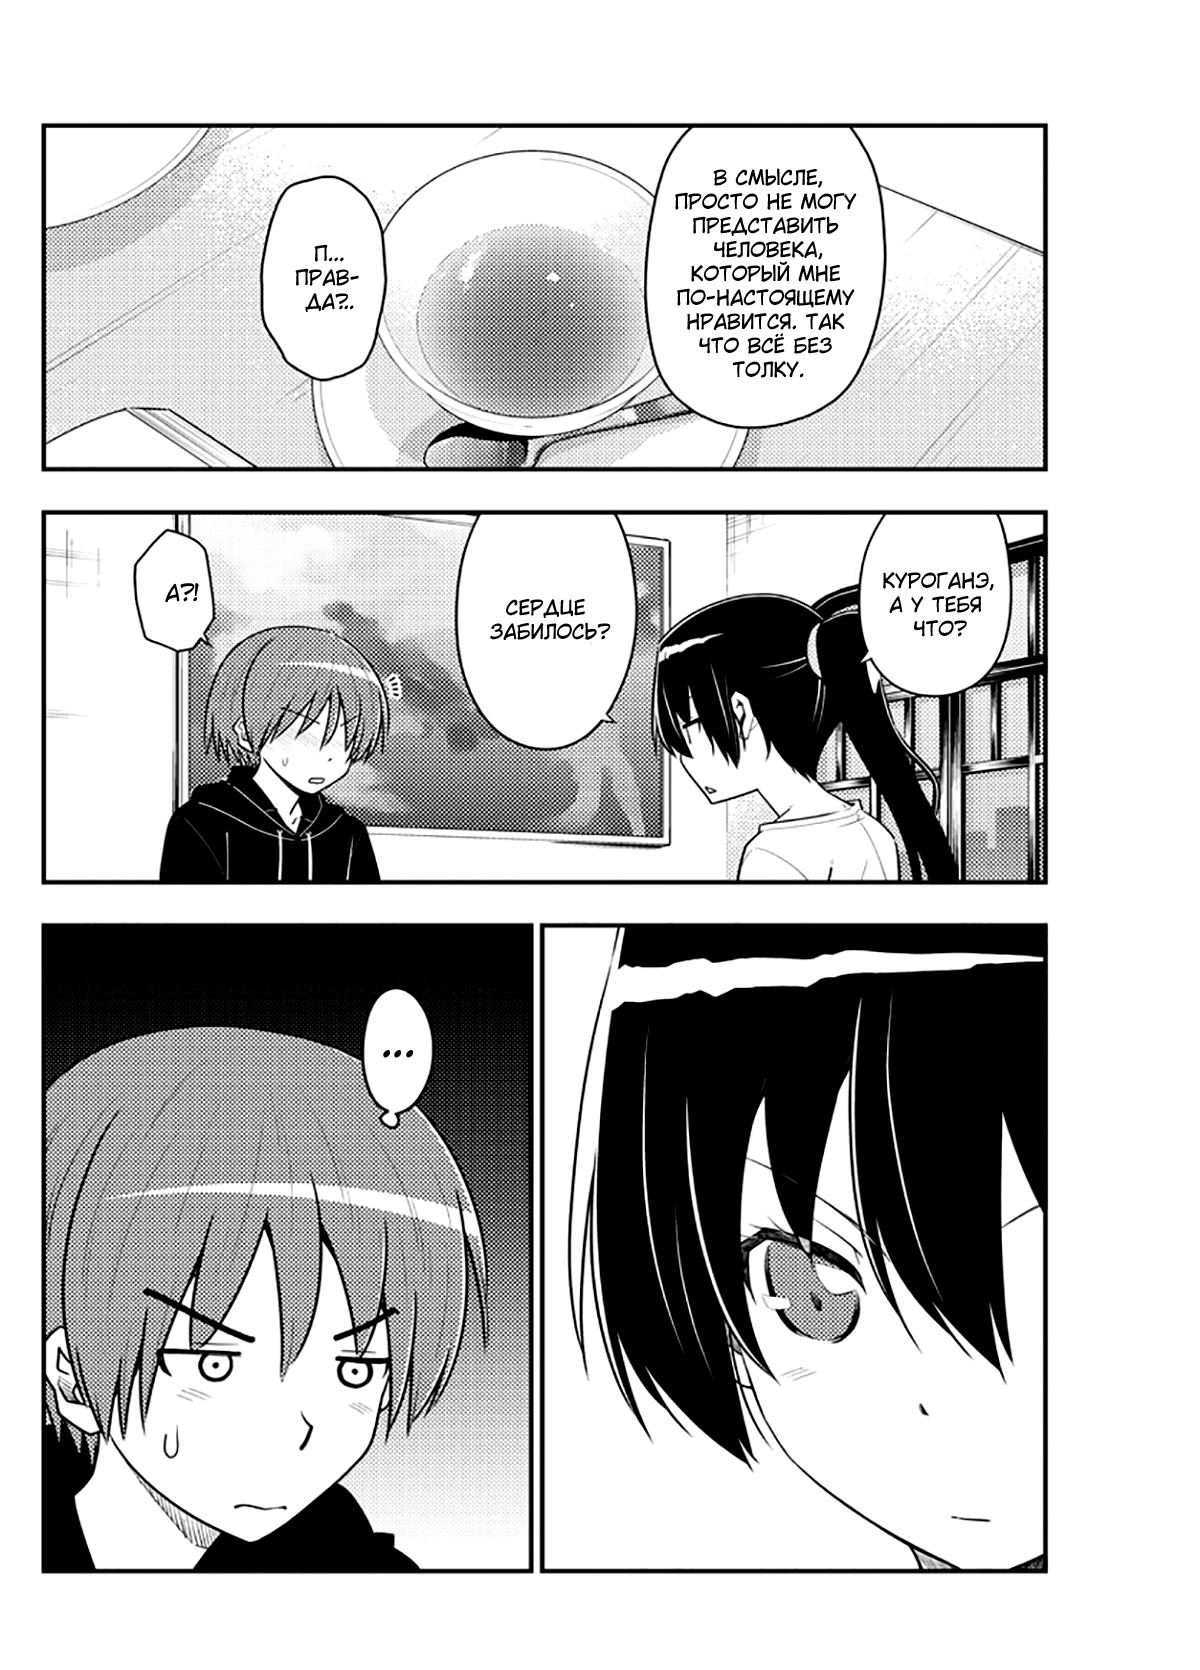 В СМЫСЛЕ,
ПРОСТО НЕ МОГУ
ПРЕДСТАВИТЬ
ЧЕЛОВЕКА,
КОТОРЫЙ МНЕ
ПО-НАСТОЯЩЕМУ
НРАВИТСЯ. ТАК
ЧТО ВСЁ БЕЗ
ТОЛКУ.
П...
ПРАВ-
ДА?..
КУРОГАНЭ,
А У ТЕБЯ
ЧТО?
СЕРДЦЕ
ЗАБИЛОСЬ?
А?!
...